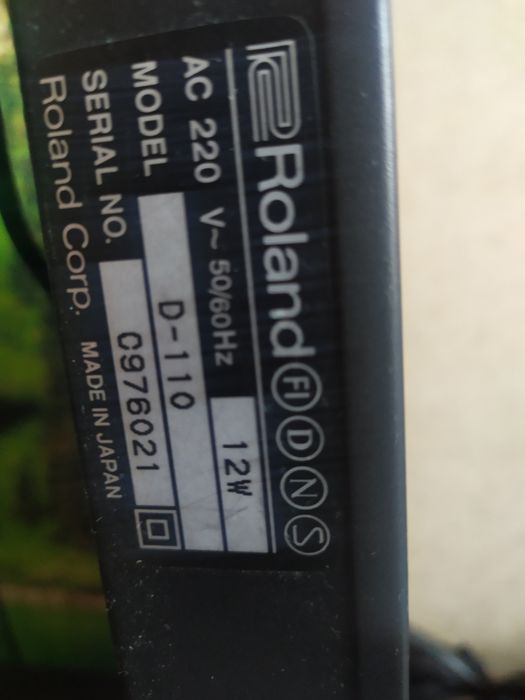 Roland FI D N S
AC 220 V~ 50/60Hz 12W
MODEL D-110
SERIAL NO. C976021
Roland Corp. MADE IN JAPAN